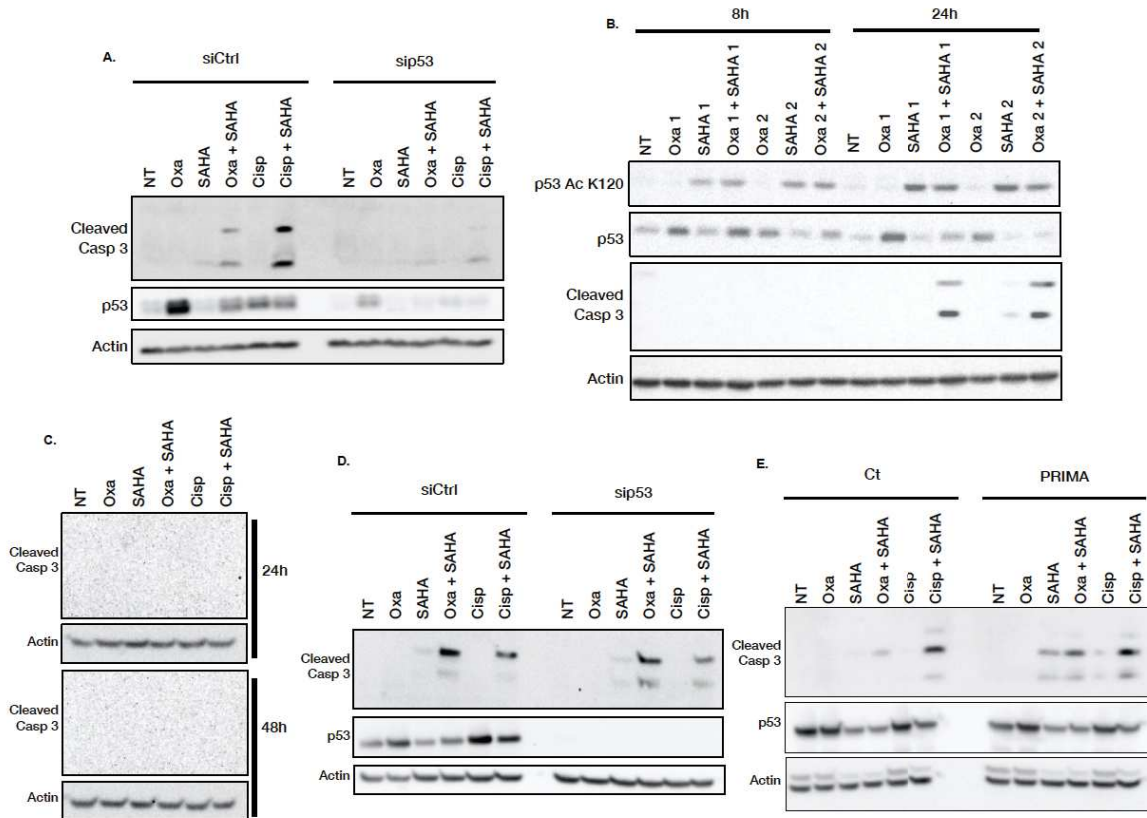 A.
siCtrl
sip53
NT
Oxa
SAHA
Oxa + SAHA
Cisp
Cisp + SAHA
NT
Oxa
SAHA
Oxa + SAHA
Cisp
Cisp + SAHA
Cleaved
Casp 3
p53
Actin
B.
8h
24h
NT
Oxa 1
SAHA 1
Oxa 1 + SAHA 1
Oxa 2
SAHA 2
Oxa 2 + SAHA 2
NT
Oxa 1
SAHA 1
Oxa 1 + SAHA 1
Oxa 2
SAHA 2
Oxa 2 + SAHA 2
p53 Ac K120
p53
Cleaved
Casp 3
Actin
C.
NT
Oxa
SAHA
Oxa + SAHA
Cisp
Cisp + SAHA
Cleaved
Casp 3
24h
Actin
Cleaved
Casp 3
48h
Actin
D.
siCtrl
sip53
NT
Oxa
SAHA
Oxa + SAHA
Cisp
Cisp + SAHA
NT
Oxa
SAHA
Oxa + SAHA
Cisp
Cisp + SAHA
Cleaved
Casp 3
p53
Actin
E.
Ct
PRIMA
NT
Oxa
SAHA
Oxa + SAHA
Cisp
Cisp + SAHA
NT
Oxa
SAHA
Oxa + SAHA
Cisp
Cisp + SAHA
Cleaved
Casp 3
p53
Actin